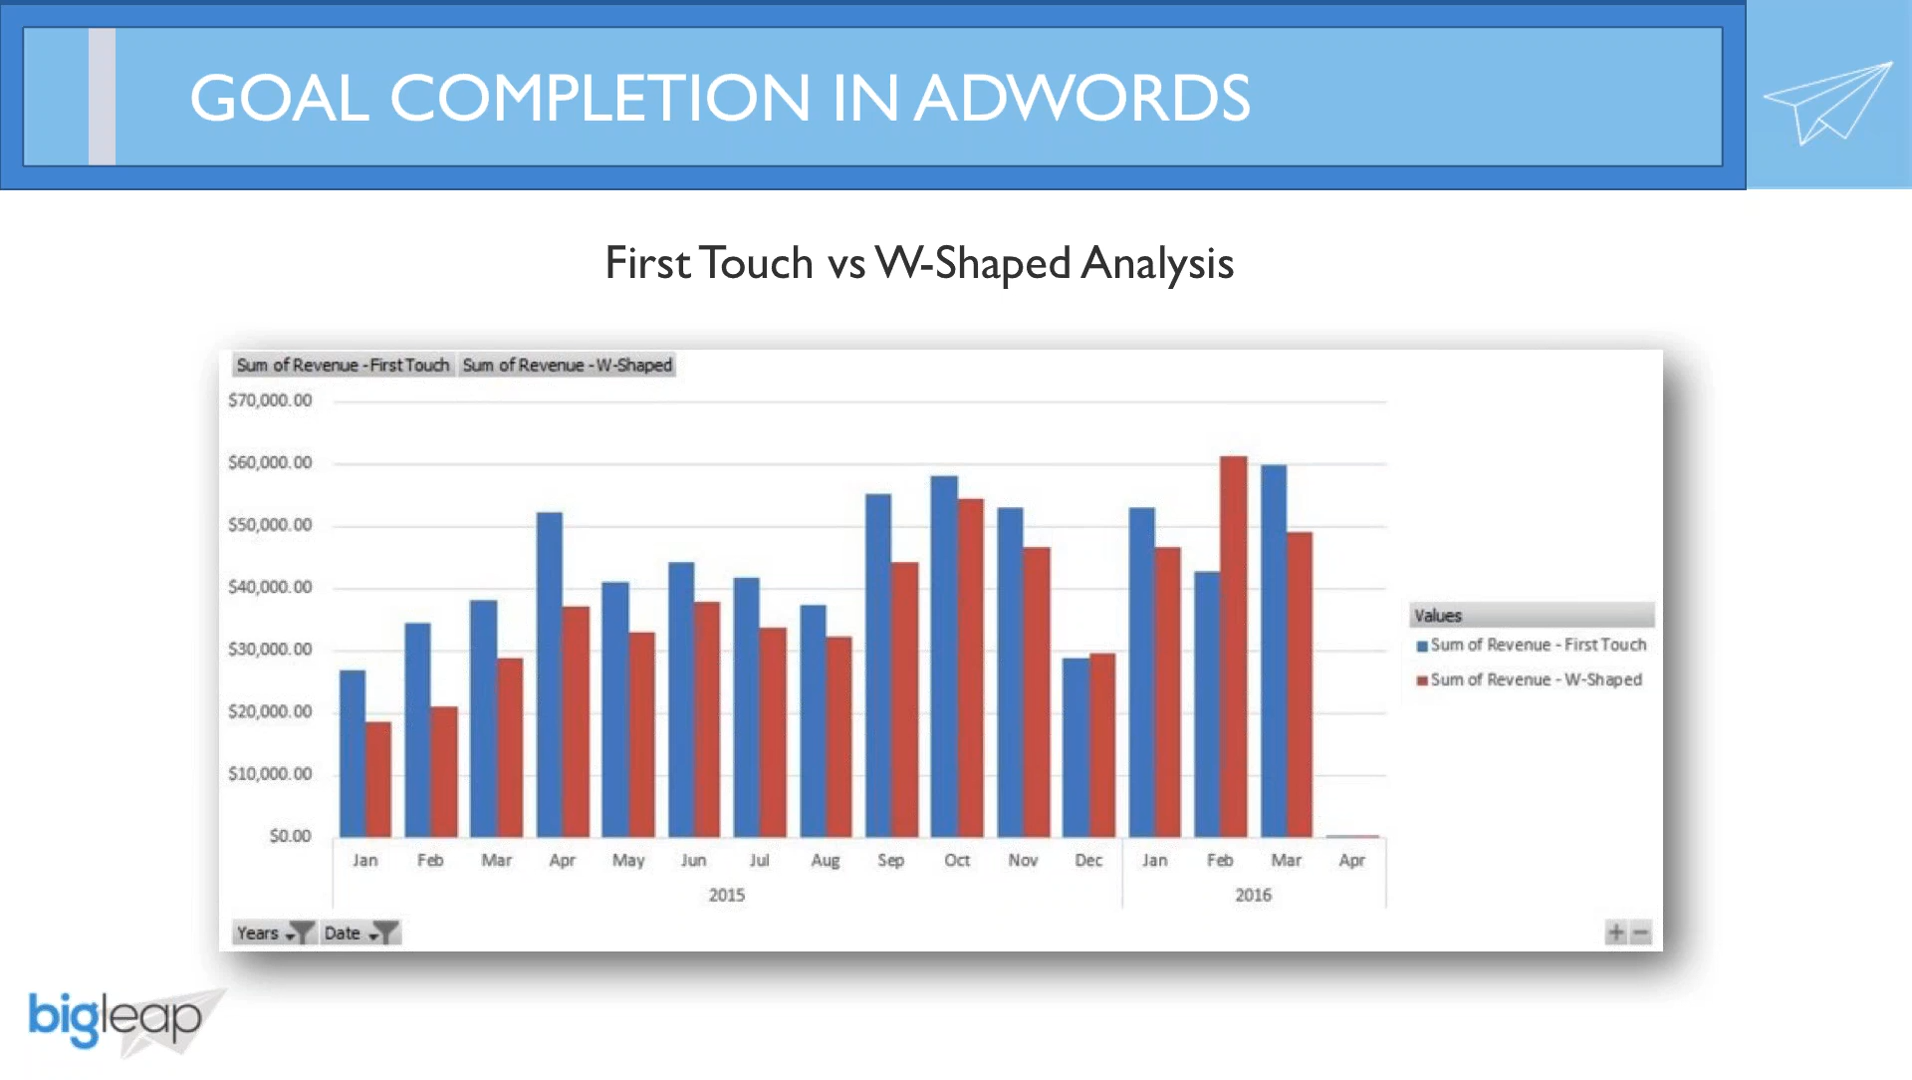 GOAL COMPLETION IN ADWORDS
First Touch vs W-Shaped Analysis
Sum of Revenue - First Touch Sum of Revenue - W-Shaped
$70,000.00
$60,000.00
$50,000.00
$40,000.00
$30,000.00
$20,000.00
$10,000.00
$0.00
Jan Feb Mar Apr May Jun Jul Aug Sep Oct Nov Dec Jan Feb Mar Apr
2015 2016
Values
Sum of Revenue - First Touch
Sum of Revenue - W-Shaped
Years Date
bigleap